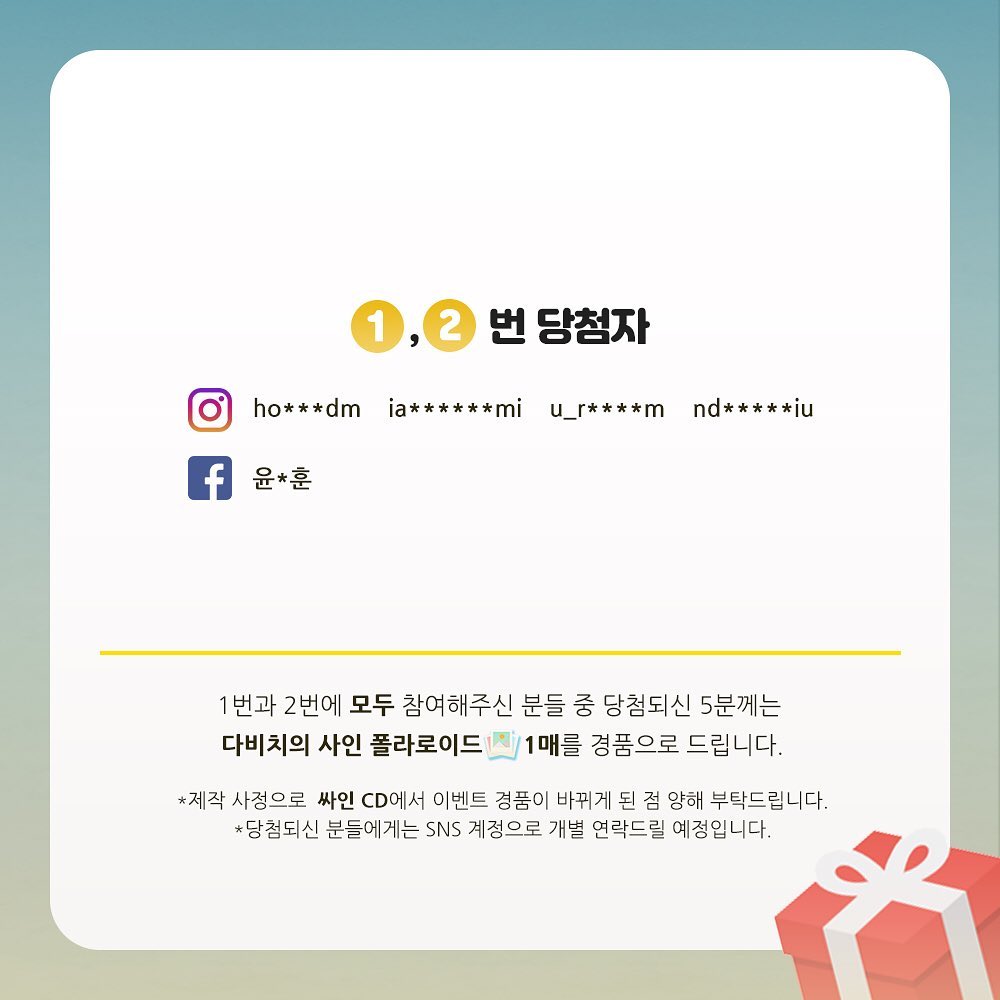 1, 2 번 당첨자
ho***dm ia******mi u_r****m nd*****iu
윤*훈
1번과 2번에 모두 참여해주신 분들 중 당첨되신 5분께는
다비치의 사인 폴라로이드 1매를 경품으로 드립니다.
*제작 사정으로 싸인 CD에서 이벤트 경품이 바뀌게 된 점 양해 부탁드립니다.
*당첨되신 분들에게는 SNS 계정으로 개별 연락드릴 예정입니다.